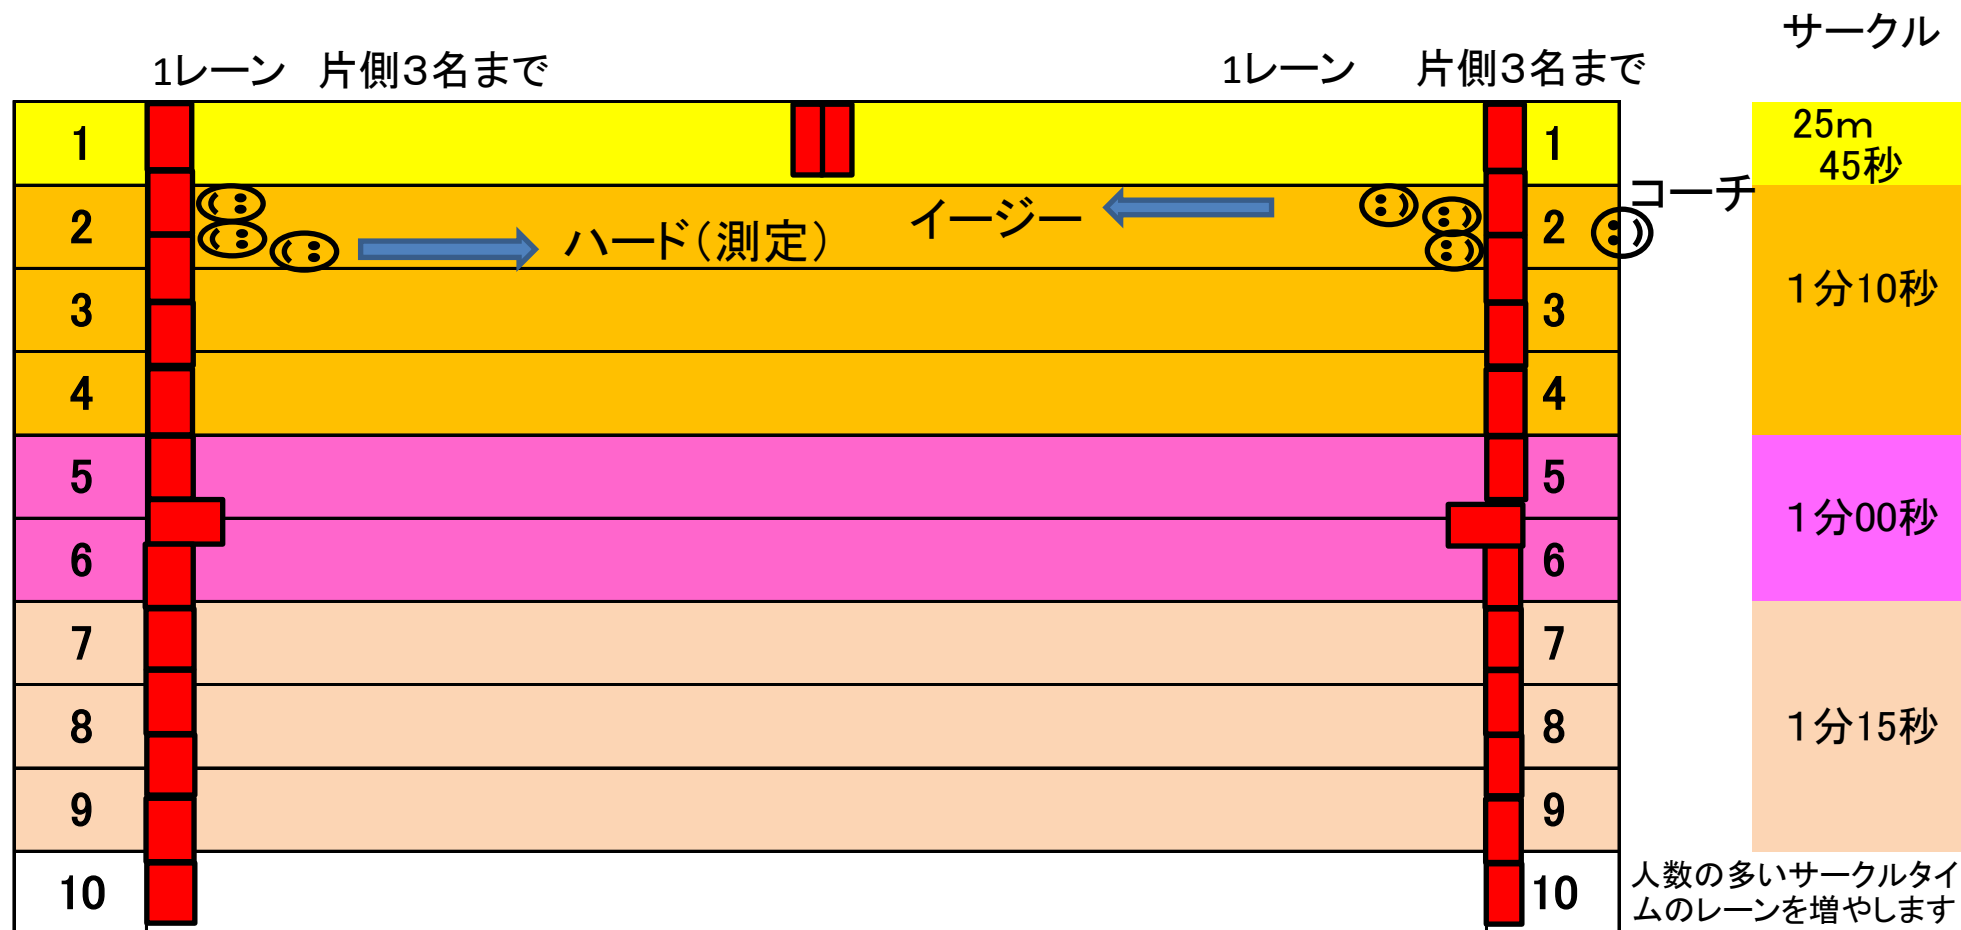 サークル
1レーン 片側３名まで
1レーン 片側３名まで
1
1
25ｍ
45秒
コーチ
2
ハード（測定）
イージー
2
3
3
１分10秒
4
4
5
5
１分00秒
6
6
7
7
8
8
１分15秒
9
9
10
10
人数の多いサークルタイ
ムのレーンを増やします